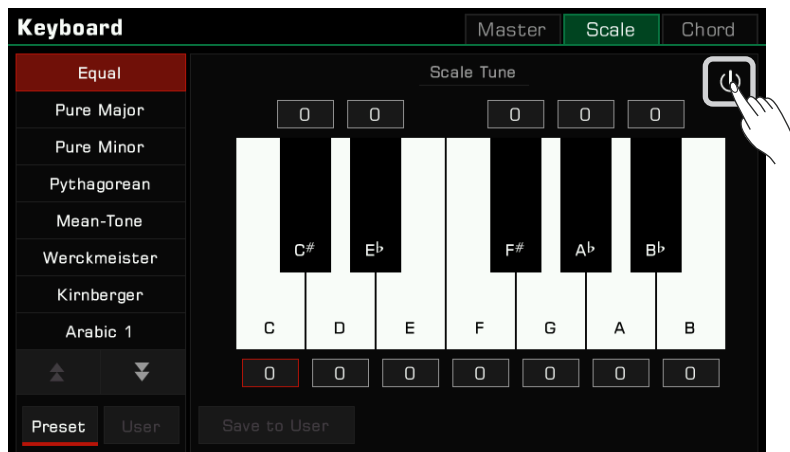 Keyboard
Master Scale Chord
Equal
Pure Major
Pure Minor
Pythagorean
Mean-Tone
Werckmeister
Kirnberger
Arabic 1
Preset User
Scale Tune
0 0 0 0 0
C# E♭ F# A♭ B♭
C D E F G A B
0 0 0 0 0 0 0
Save to User